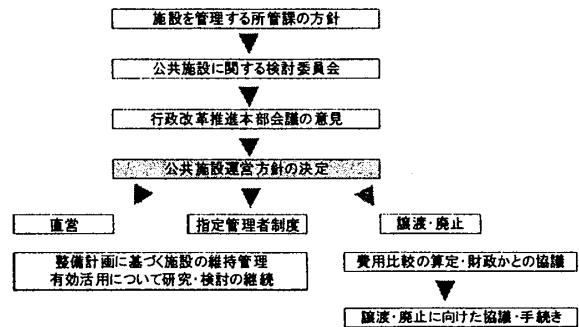 施設を管理する所管課の方針
公共施設に関する検討委員会
行政改革推進本部会議の意見
公共施設運営方針の決定
直営
指定管理者制度
譲渡・廃止
整備計画に基づく施設の維持管理
有効活用について研究・検討の継続
費用比較の算定・財政かとの協議
譲渡・廃止に向けた協議・手続き